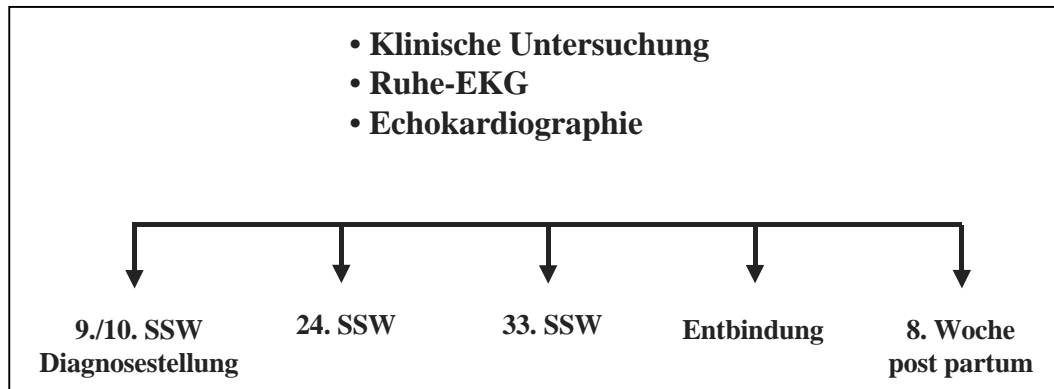 • Klinische Untersuchung
• Ruhe-EKG
• Echokardiographie
9./10. SSW
Diagnosestellung
24. SSW
33. SSW
Entbindung
8. Woche
post partum